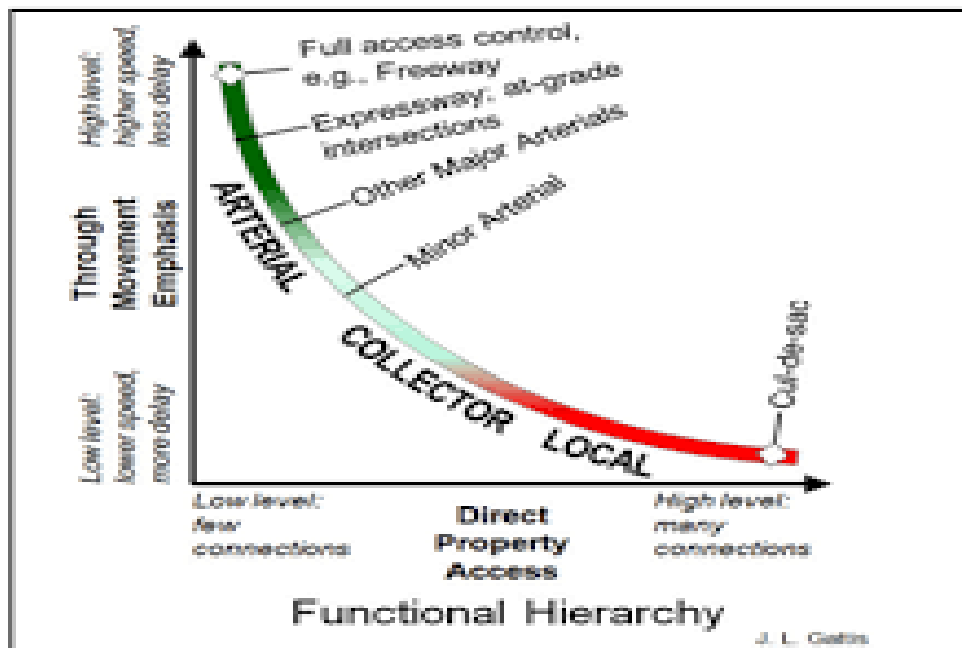 High level:
higher speed,
less delay
Full access control,
e.g., Freeway
Expressway; at-grade
intersections
Other Major Arterials
Minor Arterial
Through
Movement
Emphasis
ARTERIAL
COLLECTOR
LOCAL
Cul-de-sac
Low level:
lower speed,
more delay
Low level:
few
connections
Direct
Property
Access
High level:
many
connections
Functional Hierarchy
J. L. Gattis